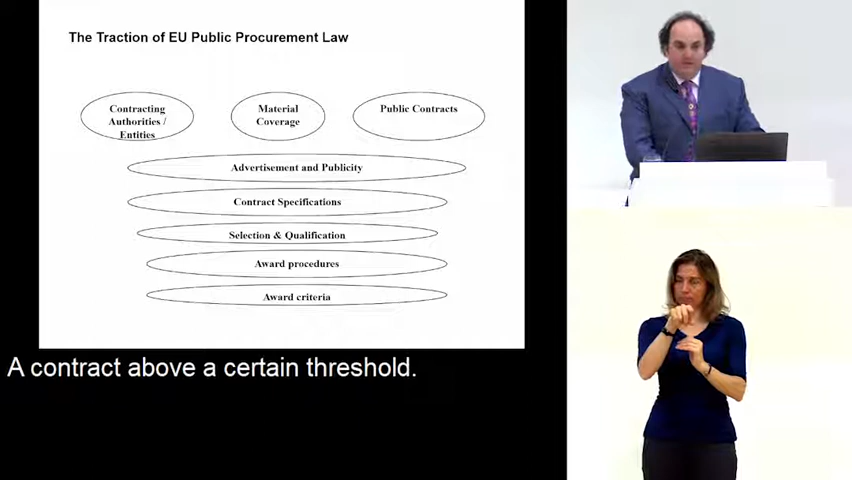 The Traction of EU Public Procurement Law
Contracting
Authorities /
Entities
Material
Coverage
Public Contracts
Advertisement and Publicity
Contract Specifications
Selection & Qualification
Award procedures
Award criteria
A contract above a certain threshold.